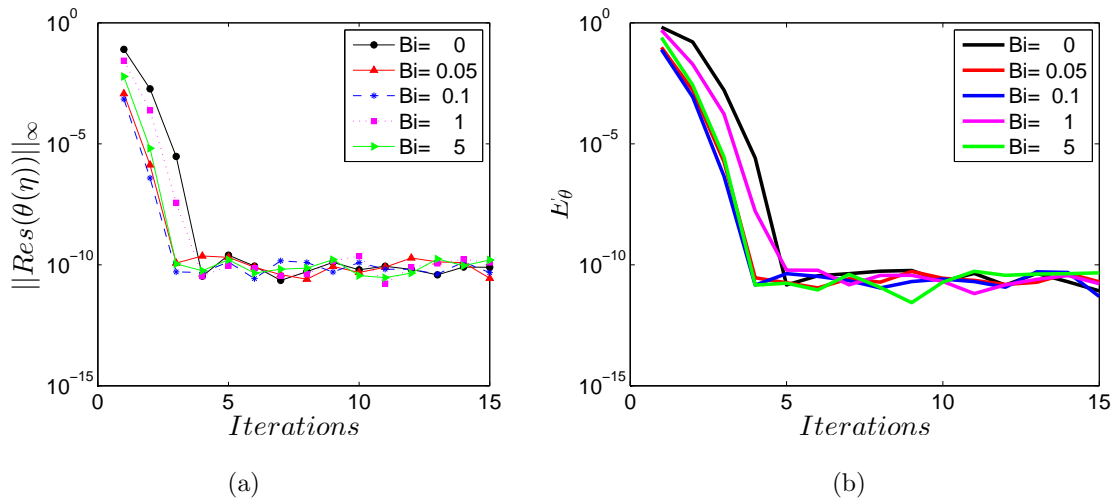 10^0
10^-5
10^-10
10^-15
||Res(θ(η))||∞
0 5 10 15
Iterations
Bi= 0
Bi= 0.05
Bi= 0.1
Bi= 1
Bi= 5
(a)
10^0
10^-5
10^-10
10^-15
E'θ
0 5 10 15
Iterations
Bi= 0
Bi= 0.05
Bi= 0.1
Bi= 1
Bi= 5
(b)